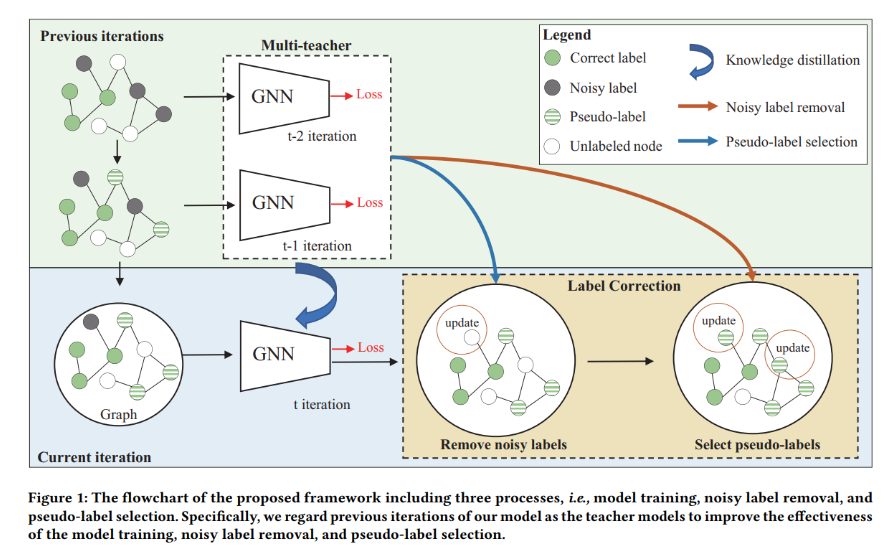 Previous iterations
Multi-teacher
GNN
Loss
t-2 iteration
GNN
Loss
t-1 iteration
Legend
Correct label
Knowledge distillation
Noisy label
Noisy label removal
Pseudo-label
Pseudo-label selection
Unlabeled node
Graph
GNN
Loss
t iteration
Label Correction
update
Remove noisy labels
update
update
Select pseudo-labels
Current iteration
Figure 1: The flowchart of the proposed framework including three processes, i.e., model training, noisy label removal, and
pseudo-label selection. Specifically, we regard previous iterations of our model as the teacher models to improve the effectiveness
of the model training, noisy label removal, and pseudo-label selection.